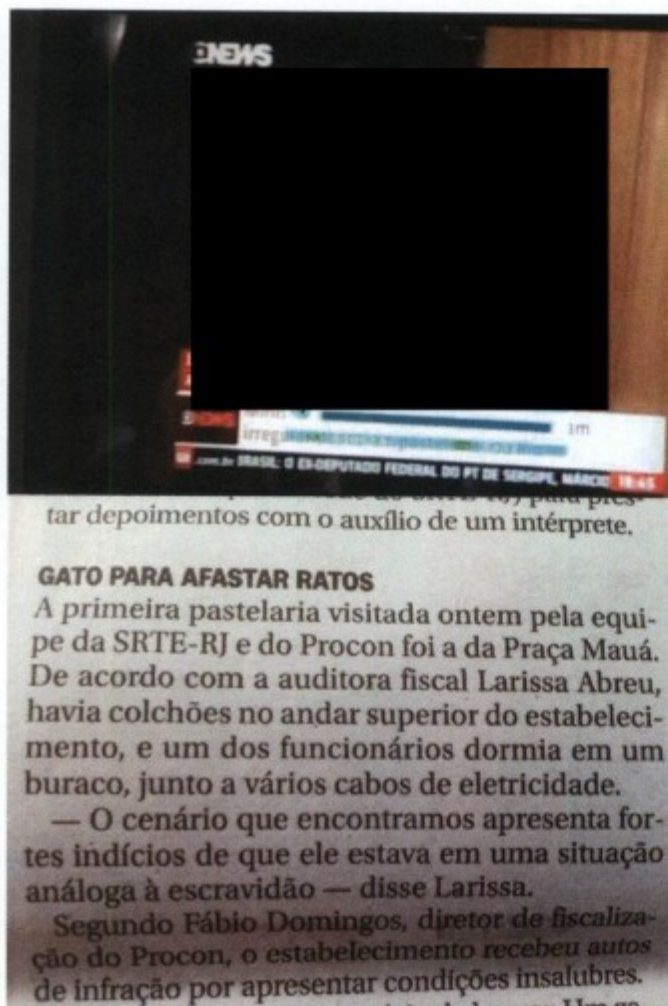 NEWS
1m
.com.br BRASIL: O EX-DEPUTADO FEDERAL DO PT DE SERGIPE, MÁRCIO 18:45
tar depoimentos com o auxílio de um intérprete.
GATO PARA AFASTAR RATOS
A primeira pastelaria visitada ontem pela equi-
pe da SRTE-RJ e do Procon foi a da Praça Mauá.
De acordo com a auditora fiscal Larissa Abreu,
havia colchões no andar superior do estabeleci-
mento, e um dos funcionários dormia em um
buraco, junto a vários cabos de eletricidade.
— O cenário que encontramos apresenta for-
tes indícios de que ele estava em uma situação
análoga à escravidão — disse Larissa.
Segundo Fábio Domingos, diretor de fiscaliza-
ção do Procon, o estabelecimento recebeu autos
de infração por apresentar condições insalubres.